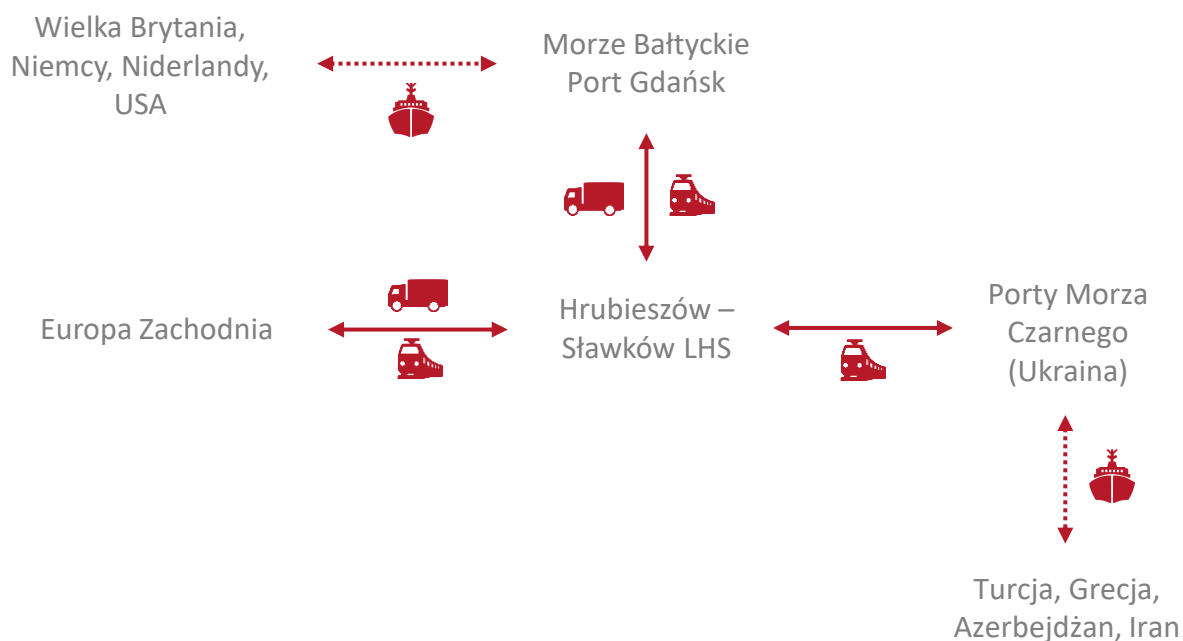 Wielka Brytania,
Niemcy, Niderlandy,
USA
Morze Bałtyckie
Port Gdańsk
Europa Zachodnia
Hrubieszów –
Sławków LHS
Porty Morza
Czarnego
(Ukraina)
Turcja, Grecja,
Azerbejdżan, Iran